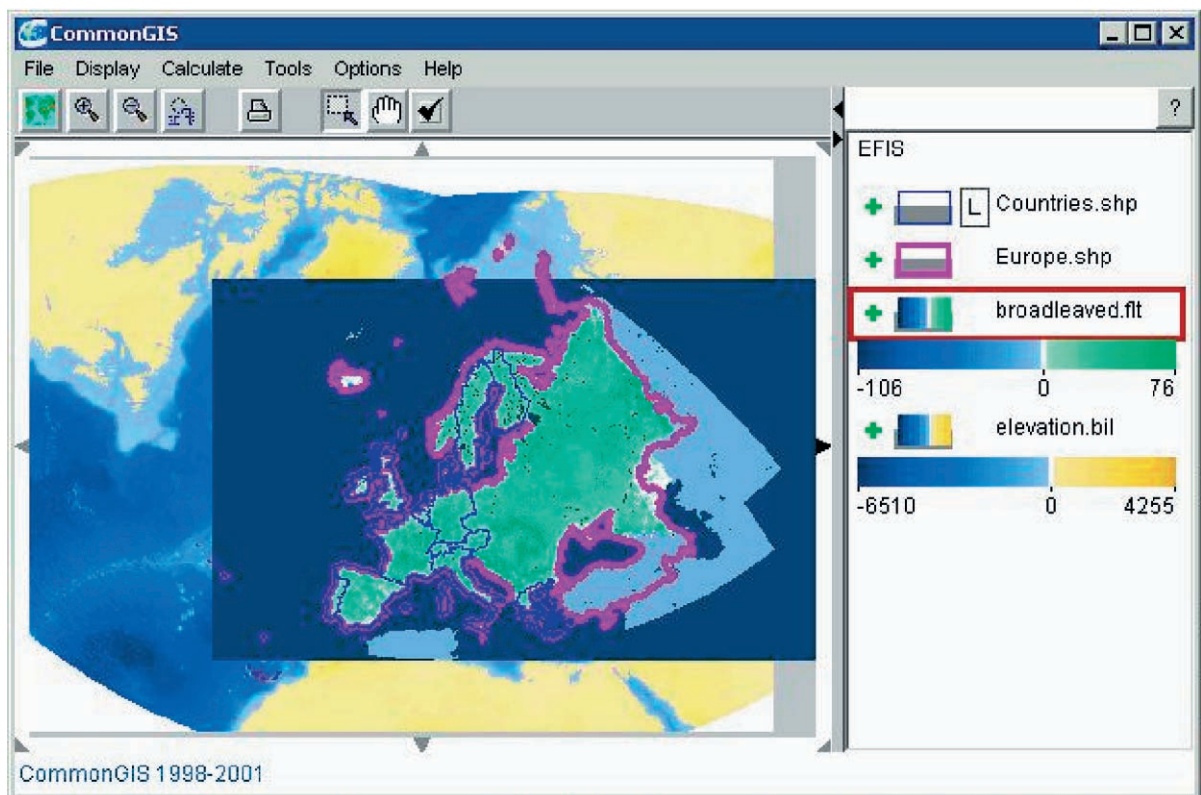 CommonGIS
File Display Calculate Tools Options Help
?
EFIS
L Countries.shp
Europe.shp
broadleaved.flt
-106 0 76
elevation.bil
-6510 0 4255
CommonGIS 1998-2001